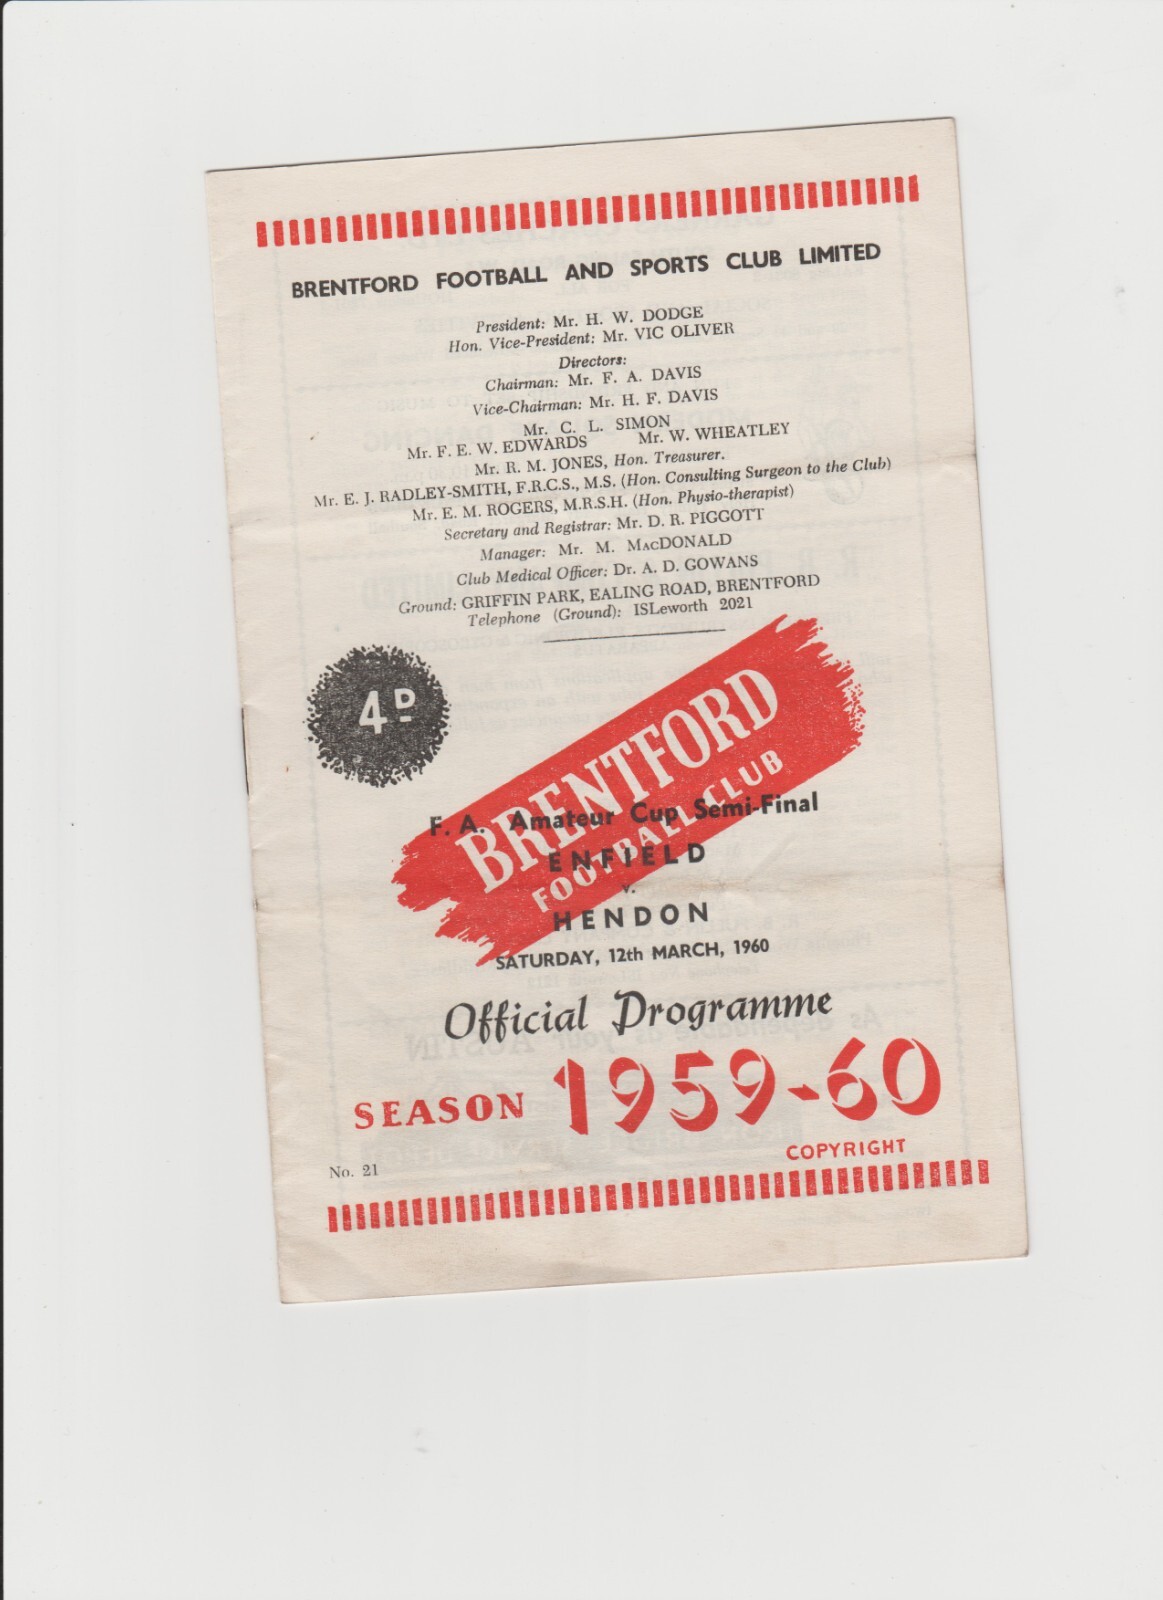 BRENTFORD FOOTBALL AND SPORTS CLUB LIMITED
President: Mr. H. W. DODGE
Hon. Vice-President: Mr. VIC OLIVER
Directors:
Chairman: Mr. F. A. DAVIS
Vice-Chairman: Mr. H. F. DAVIS
Mr. C. L. SIMON
Mr. F. E. W. EDWARDS Mr. W. WHEATLEY
Mr. R. M. JONES, Hon. Treasurer.
Mr. E. J. RADLEY-SMITH, F.R.C.S., M.S. (Hon. Consulting Surgeon to the Club)
Mr. E. M. ROGERS, M.R.S.H. (Hon. Physio-therapist)
Secretary and Registrar: Mr. D. R. PIGGOTT
Manager: Mr. M. MACDONALD
Club Medical Officer: Dr. A. D. GOWANS
Ground: GRIFFIN PARK, EALING ROAD, BRENTFORD
Telephone (Ground): ISLeworth 2021
4D
BRENTFORD
FOOTBALL CLUB
F. A. Amateur Cup Semi-Final
ENFIELD
v.
HENDON
SATURDAY, 12th MARCH, 1960
Official Programme
SEASON 1959-60
COPYRIGHT
No. 21